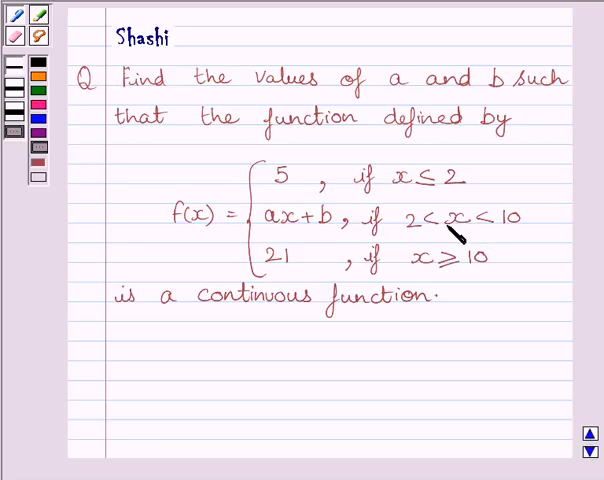 Shashi
Q Find the values of a and b such
that the function defined by
f(x) = { 5 , if x ≤ 2
ax + b , if 2 < x < 10
21 , if x ≥ 10
is a continuous function.